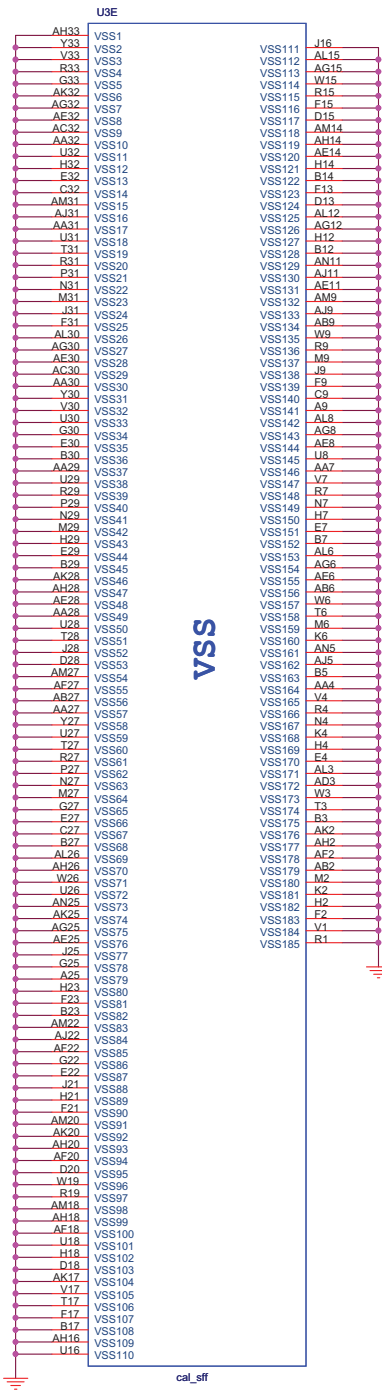 U3E
AH33 VSS1
Y33 VSS2
V33 VSS3
R33 VSS4
G33 VSS5
AK32 VSS6
AG32 VSS7
AE32 VSS8
AC32 VSS9
AA32 VSS10
U32 VSS11
H32 VSS12
E32 VSS13
C32 VSS14
AM31 VSS15
AJ31 VSS16
AA31 VSS17
U31 VSS18
T31 VSS19
R31 VSS20
P31 VSS21
N31 VSS22
M31 VSS23
J31 VSS24
F31 VSS25
AL30 VSS26
AG30 VSS27
AE30 VSS28
AC30 VSS29
AA30 VSS30
Y30 VSS31
V30 VSS32
U30 VSS33
G30 VSS34
E30 VSS35
B30 VSS36
AA29 VSS37
U29 VSS38
R29 VSS39
P29 VSS40
N29 VSS41
M29 VSS42
H29 VSS43
E29 VSS44
B29 VSS45
AK28 VSS46
AH28 VSS47
AE28 VSS48
AA28 VSS49
U28 VSS50
T28 VSS51
J28 VSS52
D28 VSS53
AM27 VSS54
AF27 VSS55
AB27 VSS56
AA27 VSS57
Y27 VSS58
U27 VSS59
T27 VSS60
R27 VSS61
P27 VSS62
N27 VSS63
M27 VSS64
G27 VSS65
E27 VSS66
C27 VSS67
B27 VSS68
AL26 VSS69
AH26 VSS70
W26 VSS71
U26 VSS72
AN25 VSS73
AK25 VSS74
AG25 VSS75
AE25 VSS76
J25 VSS77
G25 VSS78
A25 VSS79
H23 VSS80
F23 VSS81
B23 VSS82
AM22 VSS83
AJ22 VSS84
AF22 VSS85
G22 VSS86
E22 VSS87
J21 VSS88
H21 VSS89
F21 VSS90
AM20 VSS91
AK20 VSS92
AH20 VSS93
AF20 VSS94
D20 VSS95
W19 VSS96
R19 VSS97
AM18 VSS98
AH18 VSS99
AF18 VSS100
U18 VSS101
H18 VSS102
D18 VSS103
AK17 VSS104
V17 VSS105
T17 VSS106
F17 VSS107
B17 VSS108
AH16 VSS109
U16 VSS110
VSS
VSS111 J16
VSS112 AL15
VSS113 AG15
VSS114 W15
VSS115 R15
VSS116 F15
VSS117 D15
VSS118 AM14
VSS119 AH14
VSS120 AE14
VSS121 H14
VSS122 B14
VSS123 F13
VSS124 D13
VSS125 AL12
VSS126 AG12
VSS127 H12
VSS128 B12
VSS129 AN11
VSS130 AJ11
VSS131 AE11
VSS132 AM9
VSS133 AJ9
VSS134 AB9
VSS135 W9
VSS136 R9
VSS137 M9
VSS138 J9
VSS139 F9
VSS140 C9
VSS141 A9
VSS142 AL8
VSS143 AG8
VSS144 AE8
VSS145 U8
VSS146 AA7
VSS147 V7
VSS148 R7
VSS149 N7
VSS150 H7
VSS151 E7
VSS152 B7
VSS153 AL6
VSS154 AG6
VSS155 AE6
VSS156 AB6
VSS157 W6
VSS158 T6
VSS159 M6
VSS160 K6
VSS161 AN5
VSS162 AJ5
VSS163 B5
VSS164 AA4
VSS165 V4
VSS166 R4
VSS167 N4
VSS168 K4
VSS169 H4
VSS170 E4
VSS171 AL3
VSS172 AD3
VSS173 W3
VSS174 T3
VSS175 B3
VSS176 AK2
VSS177 AH2
VSS178 AF2
VSS179 AB2
VSS180 M2
VSS181 K2
VSS182 H2
VSS183 F2
VSS184 V1
VSS185 R1
cal_sff